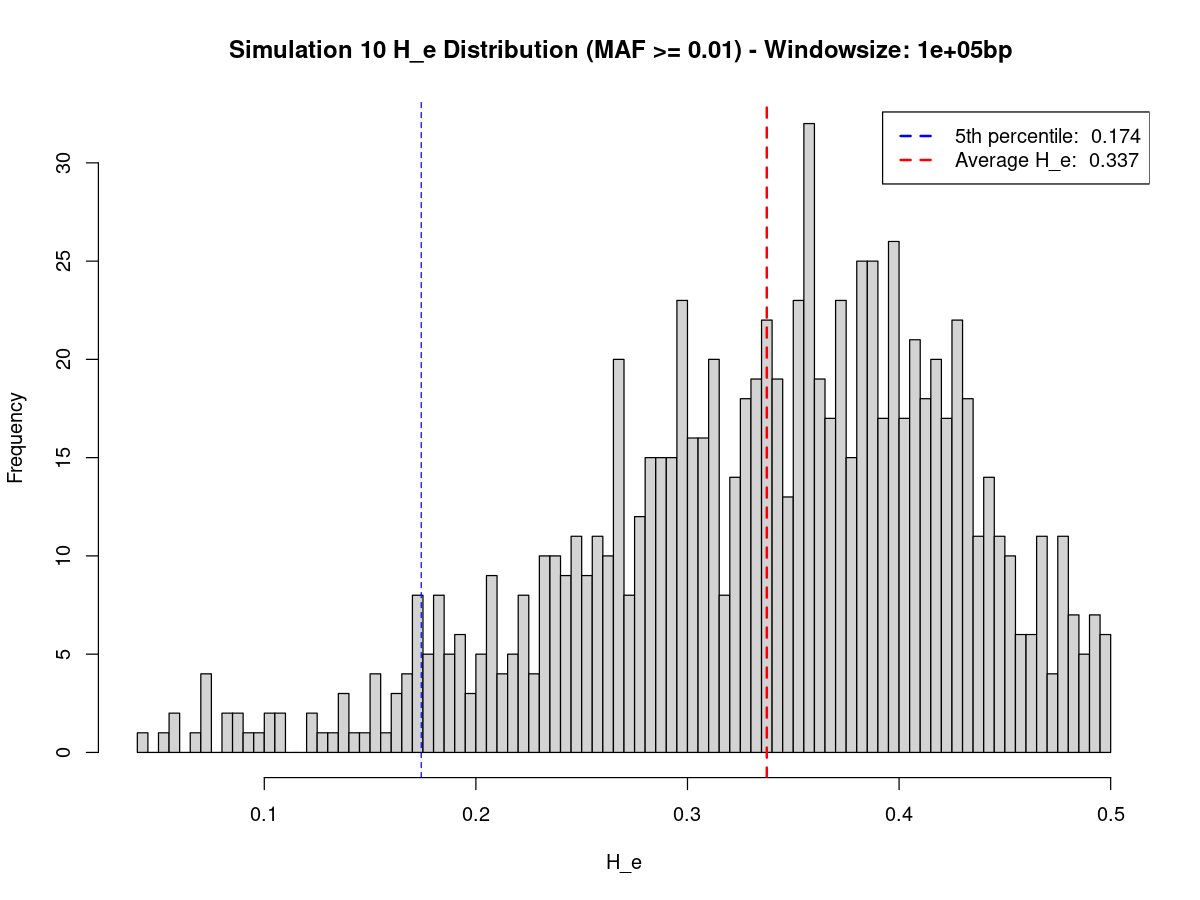 Simulation 10 H_e Distribution (MAF >= 0.01) - Windowsize: 1e+05bp
5th percentile: 0.174
Average H_e: 0.337
Frequency
30
25
20
15
10
5
0
0.1 0.2 0.3 0.4 0.5
H_e